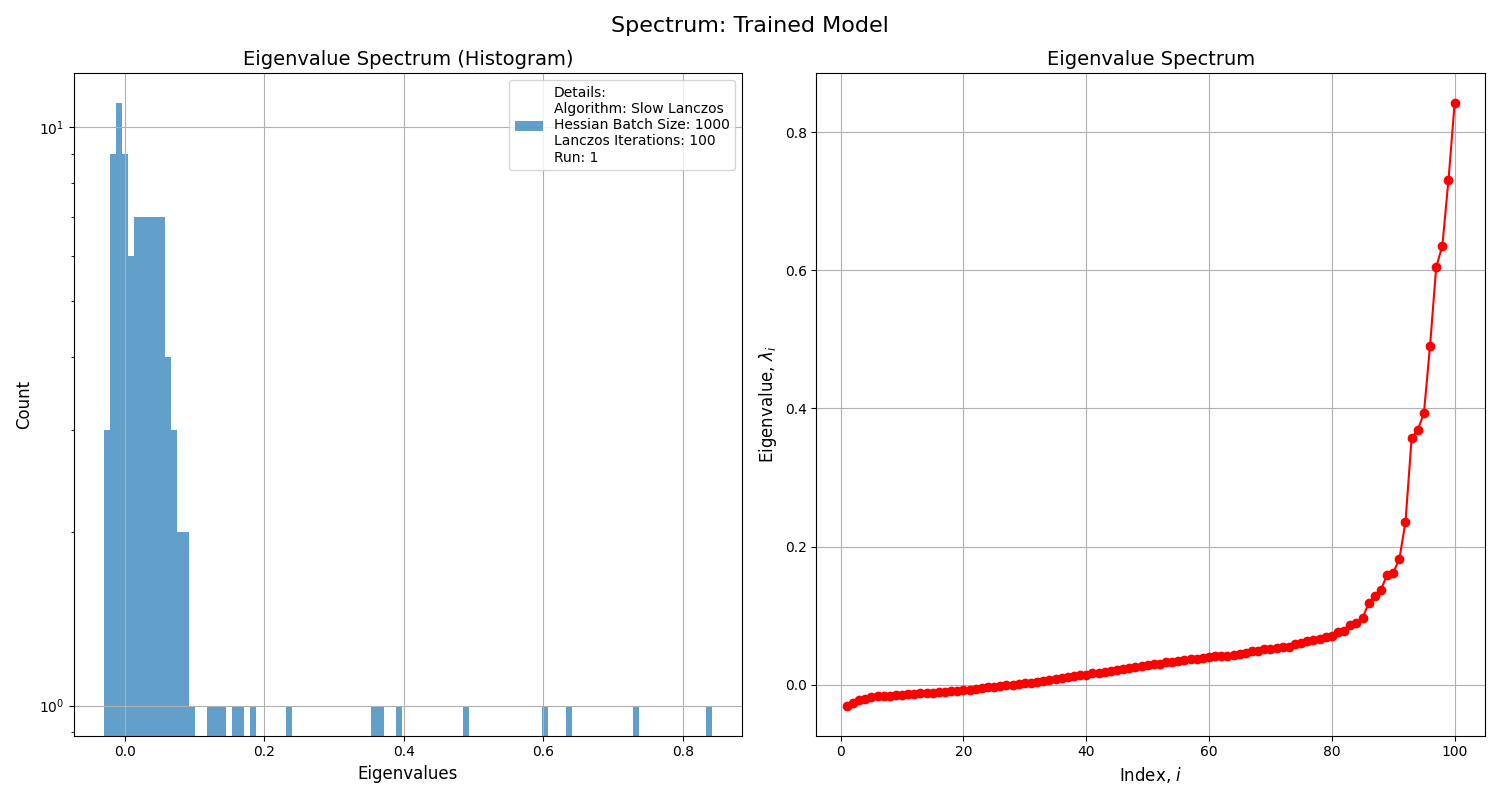 Spectrum: Trained Model
Eigenvalue Spectrum (Histogram)
Details:
Algorithm: Slow Lanczos
Hessian Batch Size: 1000
Lanczos Iterations: 100
Run: 1
10¹
10⁰
Count
0.0 0.2 0.4 0.6 0.8
Eigenvalues
Eigenvalue Spectrum
0.8
0.6
0.4
0.2
0.0
Eigenvalue, λᵢ
0 20 40 60 80 100
Index, i